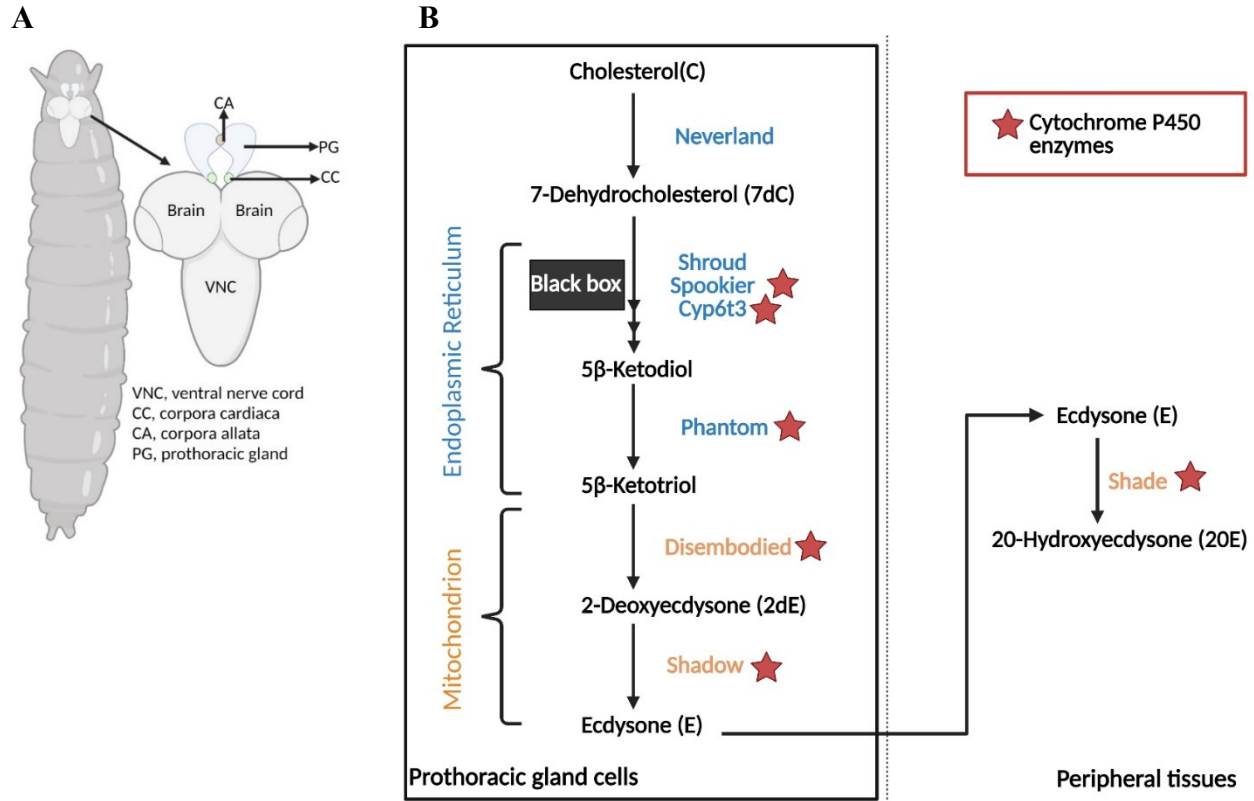 A
CA
PG
CC
Brain
Brain
VNC
VNC, ventral nerve cord
CC, corpora cardiaca
CA, corpora allata
PG, prothoracic gland
B
Cholesterol(C)
Neverland
7-Dehydrocholesterol (7dC)
Endoplasmic Reticulum
Black box
Shroud
Spookier
Cyp6t3
5β-Ketodiol
Phantom
5β-Ketotriol
Mitochondrion
Disembodied
2-Deoxyecdysone (2dE)
Shadow
Ecdysone (E)
Prothoracic gland cells
Cytochrome P450
enzymes
Ecdysone (E)
Shade
20-Hydroxyecdysone (20E)
Peripheral tissues